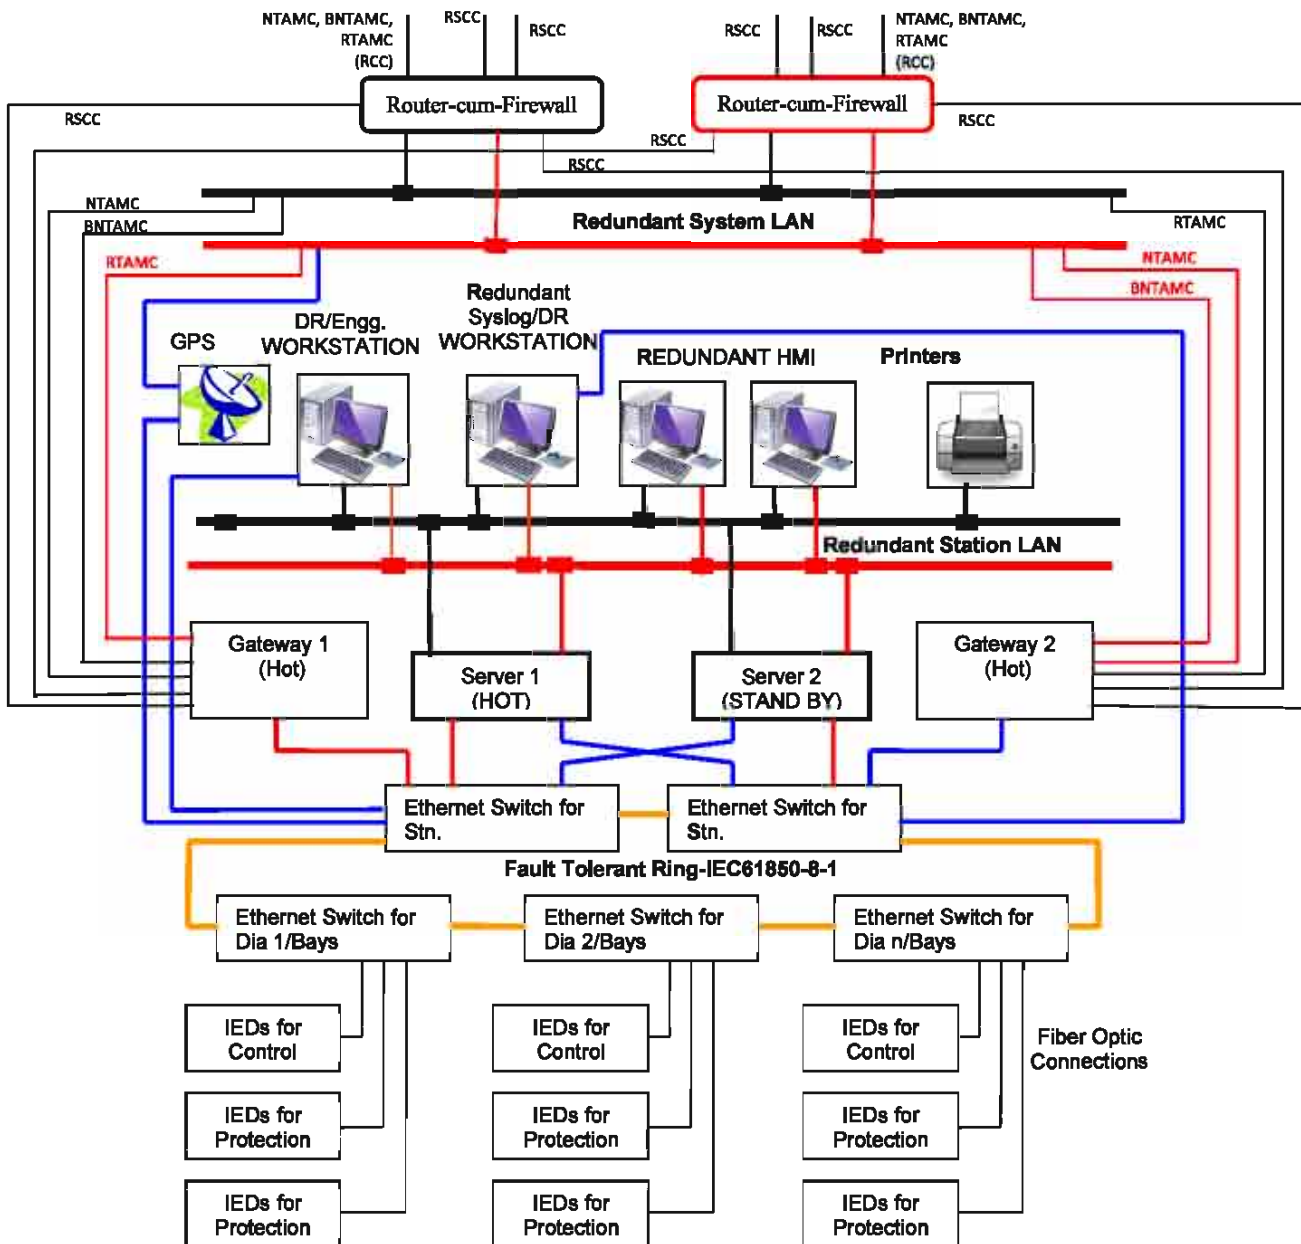 NTAMC, BNTAMC,
RTAMC
(RCC)
RSCC
RSCC
RSCC
RSCC
NTAMC, BNTAMC,
RTAMC
(RCC)
Router-cum-Firewall
Router-cum-Firewall
RSCC
RSCC
RSCC
RSCC
NTAMC
BNTAMC
Redundant System LAN
RTAMC
RTAMC
NTAMC
BNTAMC
GPS
DR/Engg.
WORKSTATION
Redundant
Syslog/DR
WORKSTATION
REDUNDANT HMI
Printers
Redundant Station LAN
Gateway 1
(Hot)
Server 1
(HOT)
Server 2
(STAND BY)
Gateway 2
(Hot)
Ethernet Switch for
Stn.
Ethernet Switch for
Stn.
Fault Tolerant Ring-IEC61850-8-1
Ethernet Switch for
Dia 1/Bays
Ethernet Switch for
Dia 2/Bays
Ethernet Switch for
Dia n/Bays
IEDs for
Control
IEDs for
Control
IEDs for
Control
Fiber Optic
Connections
IEDs for
Protection
IEDs for
Protection
IEDs for
Protection
IEDs for
Protection
IEDs for
Protection
IEDs for
Protection